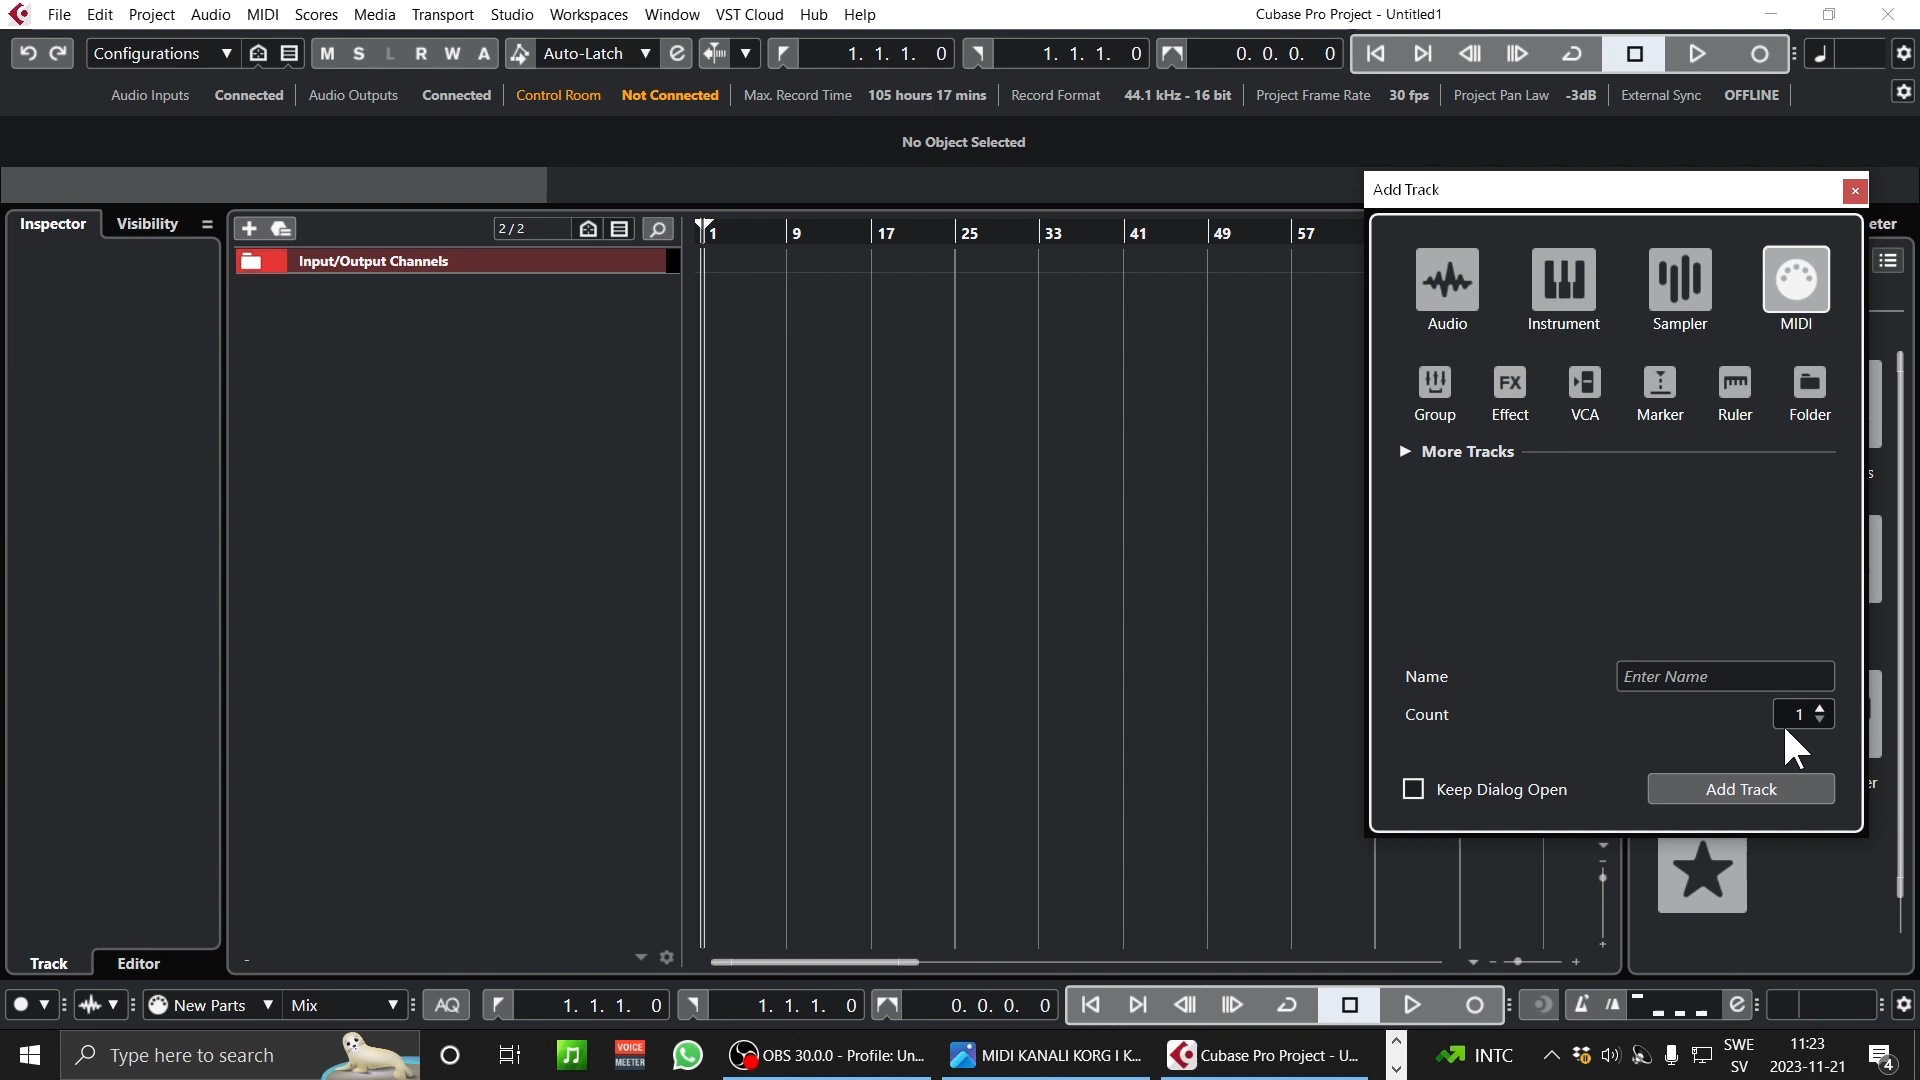 File Edit Project Audio MIDI Scores Media Transport Studio Workspaces Window VST Cloud Hub Help
Cubase Pro Project - Untitled1
Configurations M S L R W A Auto-Latch 1. 1. 1. 0 1. 1. 1. 0 0. 0. 0. 0
Audio Inputs Connected Audio Outputs Connected Control Room Not Connected Max. Record Time 105 hours 17 mins Record Format 44.1 kHz - 16 bit Project Frame Rate 30 fps Project Pan Law -3dB External Sync OFFLINE
No Object Selected
Add Track
Inspector Visibility 2 / 2 1 9 17 25 33 41 49 57
eter
Input/Output Channels
Audio Instrument Sampler MIDI
FX
Group Effect VCA Marker Ruler Folder
More Tracks
s
Name Enter Name
Count 1
Keep Dialog Open Add Track
er
Track Editor
New Parts Mix AQ 1. 1. 1. 0 1. 1. 1. 0 0. 0. 0. 0
Type here to search
VOICE
MEETER
OBS 30.0.0 - Profile: Un...
MIDI KANALI KORG I K...
Cubase Pro Project - U...
INTC
SWE
SV
11:23
2023-11-21
4